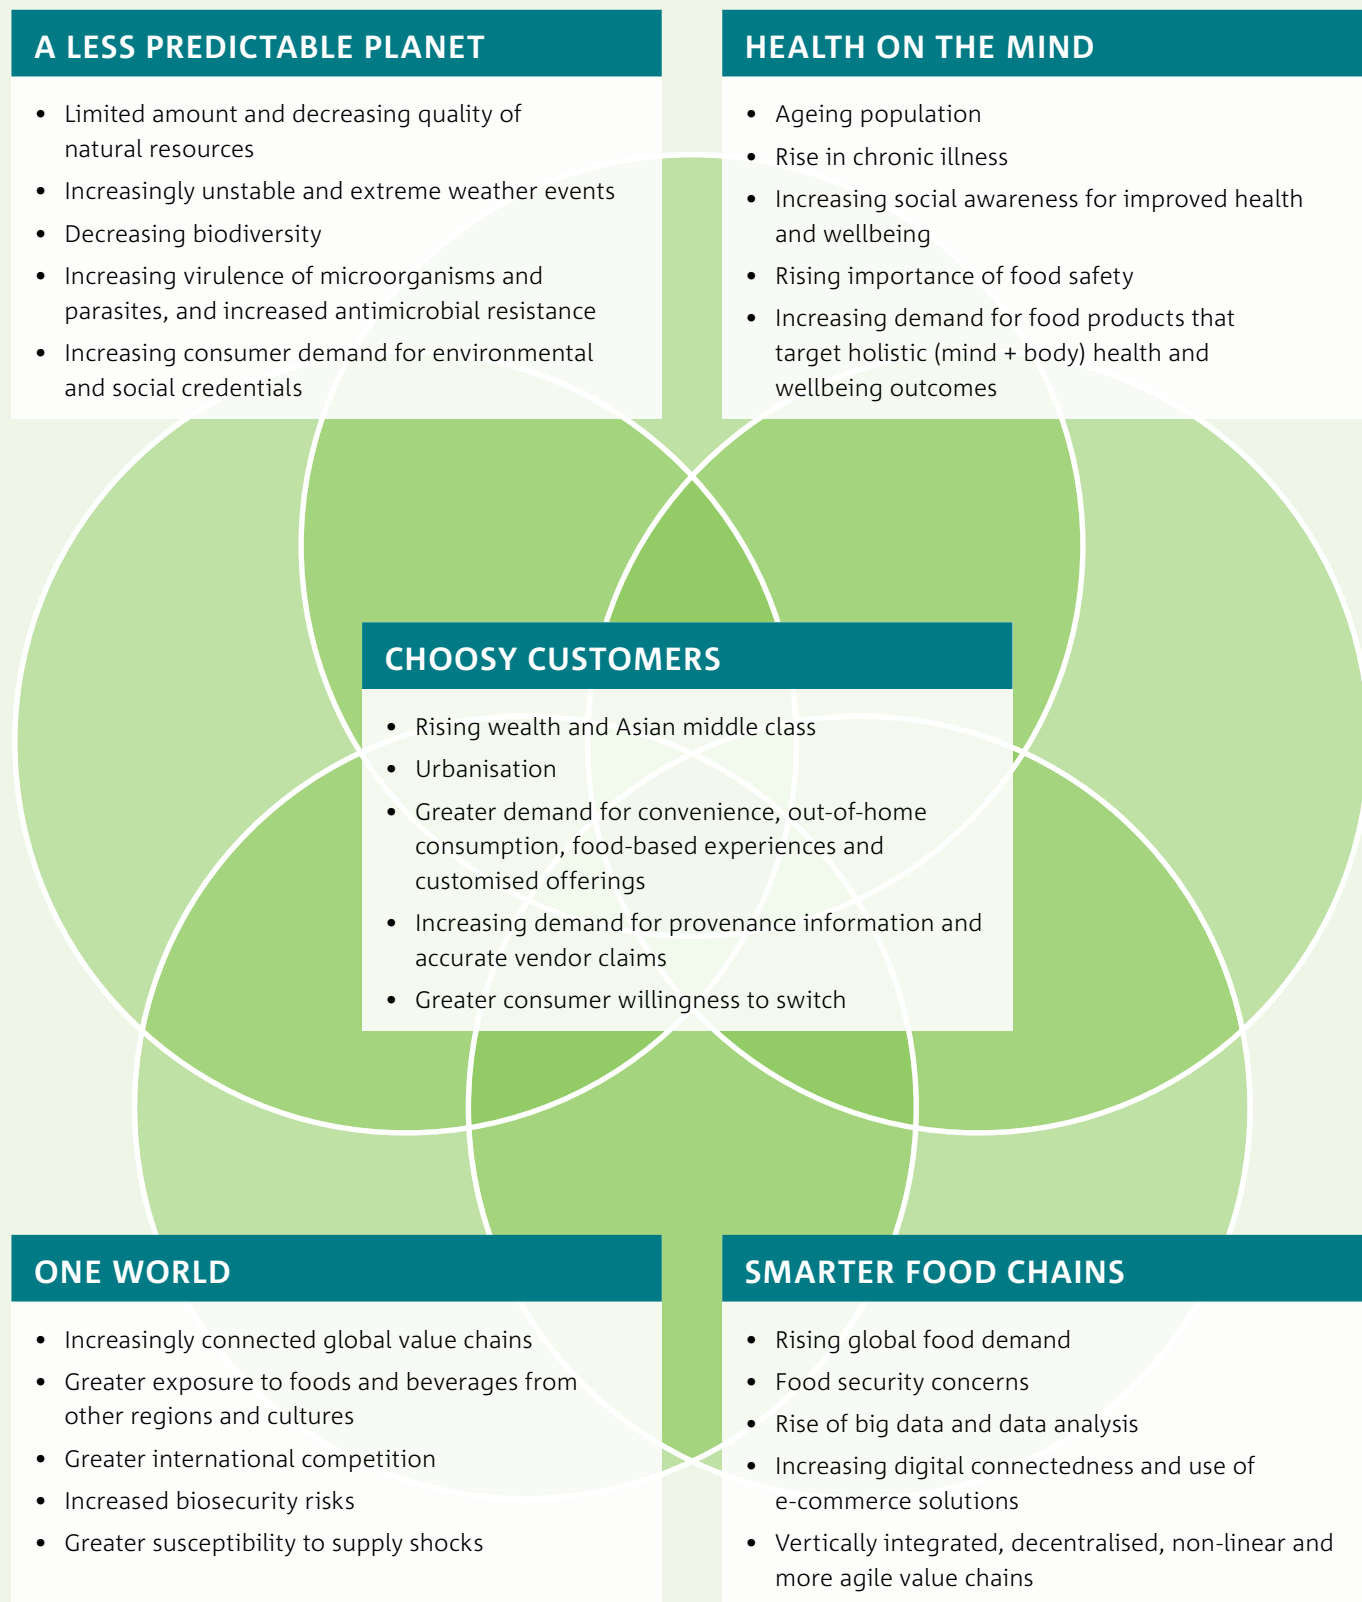 A LESS PREDICTABLE PLANET
• Limited amount and decreasing quality of
natural resources
• Increasingly unstable and extreme weather events
• Decreasing biodiversity
• Increasing virulence of microorganisms and
parasites, and increased antimicrobial resistance
• Increasing consumer demand for environmental
and social credentials
HEALTH ON THE MIND
• Ageing population
• Rise in chronic illness
• Increasing social awareness for improved health
and wellbeing
• Rising importance of food safety
• Increasing demand for food products that
target holistic (mind + body) health and
wellbeing outcomes
CHOOSY CUSTOMERS
• Rising wealth and Asian middle class
• Urbanisation
• Greater demand for convenience, out-of-home
consumption, food-based experiences and
customised offerings
• Increasing demand for provenance information and
accurate vendor claims
• Greater consumer willingness to switch
ONE WORLD
• Increasingly connected global value chains
• Greater exposure to foods and beverages from
other regions and cultures
• Greater international competition
• Increased biosecurity risks
• Greater susceptibility to supply shocks
SMARTER FOOD CHAINS
• Rising global food demand
• Food security concerns
• Rise of big data and data analysis
• Increasing digital connectedness and use of
e-commerce solutions
• Vertically integrated, decentralised, non-linear and
more agile value chains